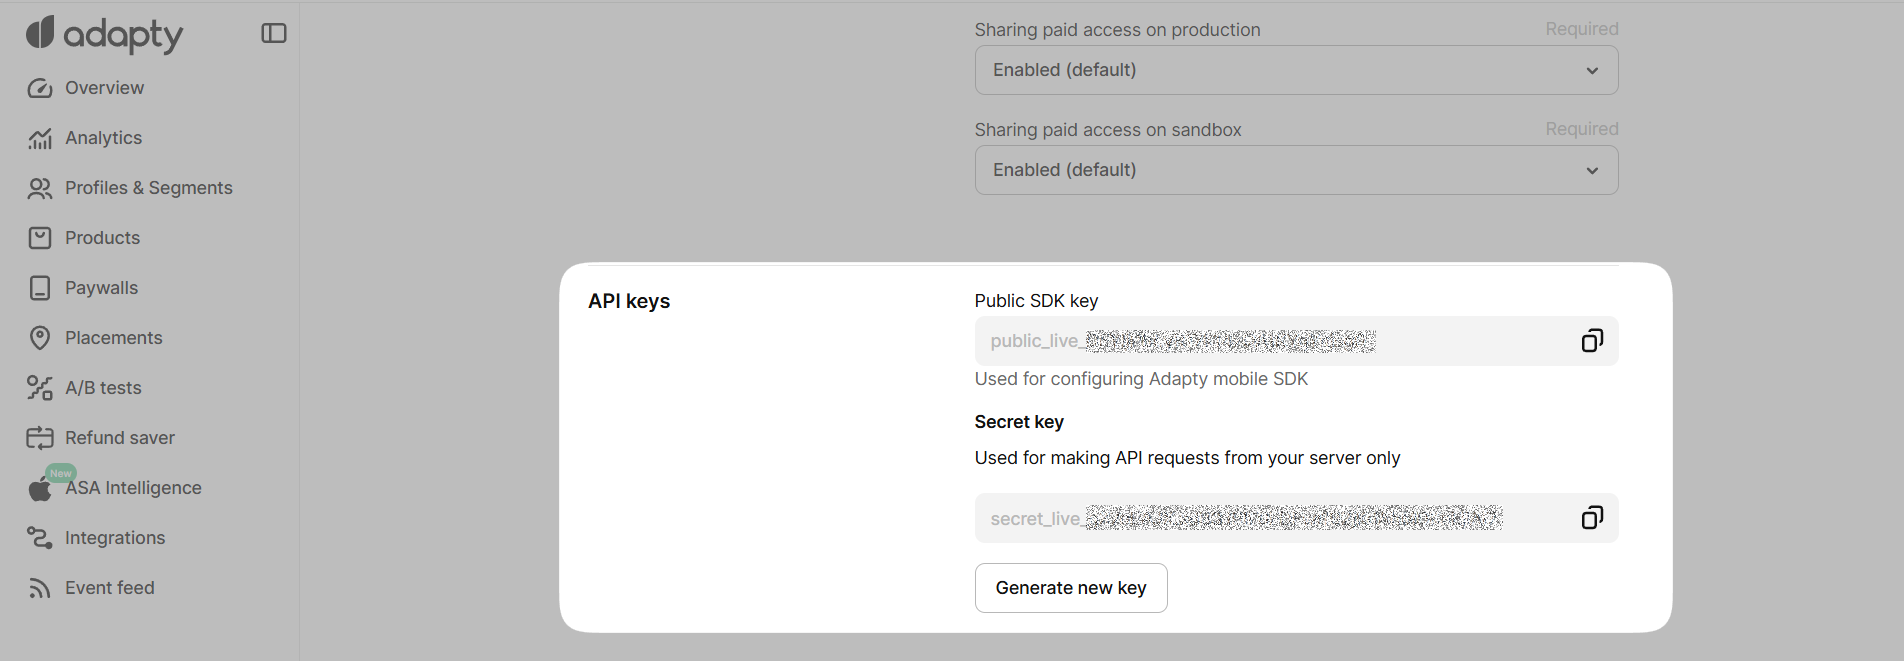 adapty
Overview
Analytics
Profiles & Segments
Products
Paywalls
Placements
A/B tests
Refund saver
New
ASA Intelligence
Integrations
Event feed
Sharing paid access on production Required
Enabled (default)
Sharing paid access on sandbox Required
Enabled (default)
API keys
Public SDK key
public_live_
Used for configuring Adapty mobile SDK
Secret key
Used for making API requests from your server only
secret_live_
Generate new key